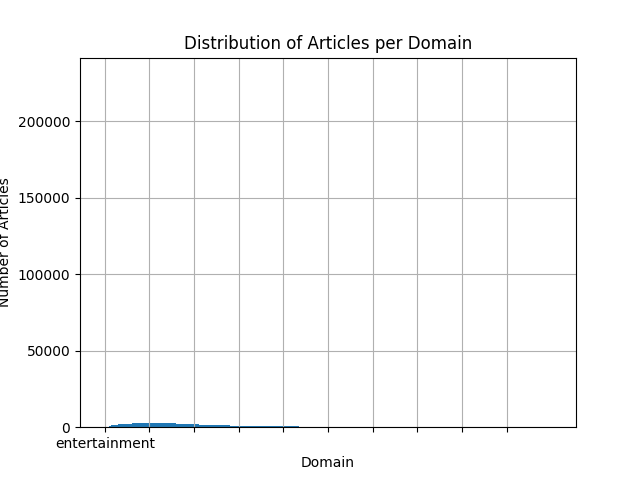 Distribution of Articles per Domain
200000
150000
100000
50000
0
Number of Articles
entertainment
Domain